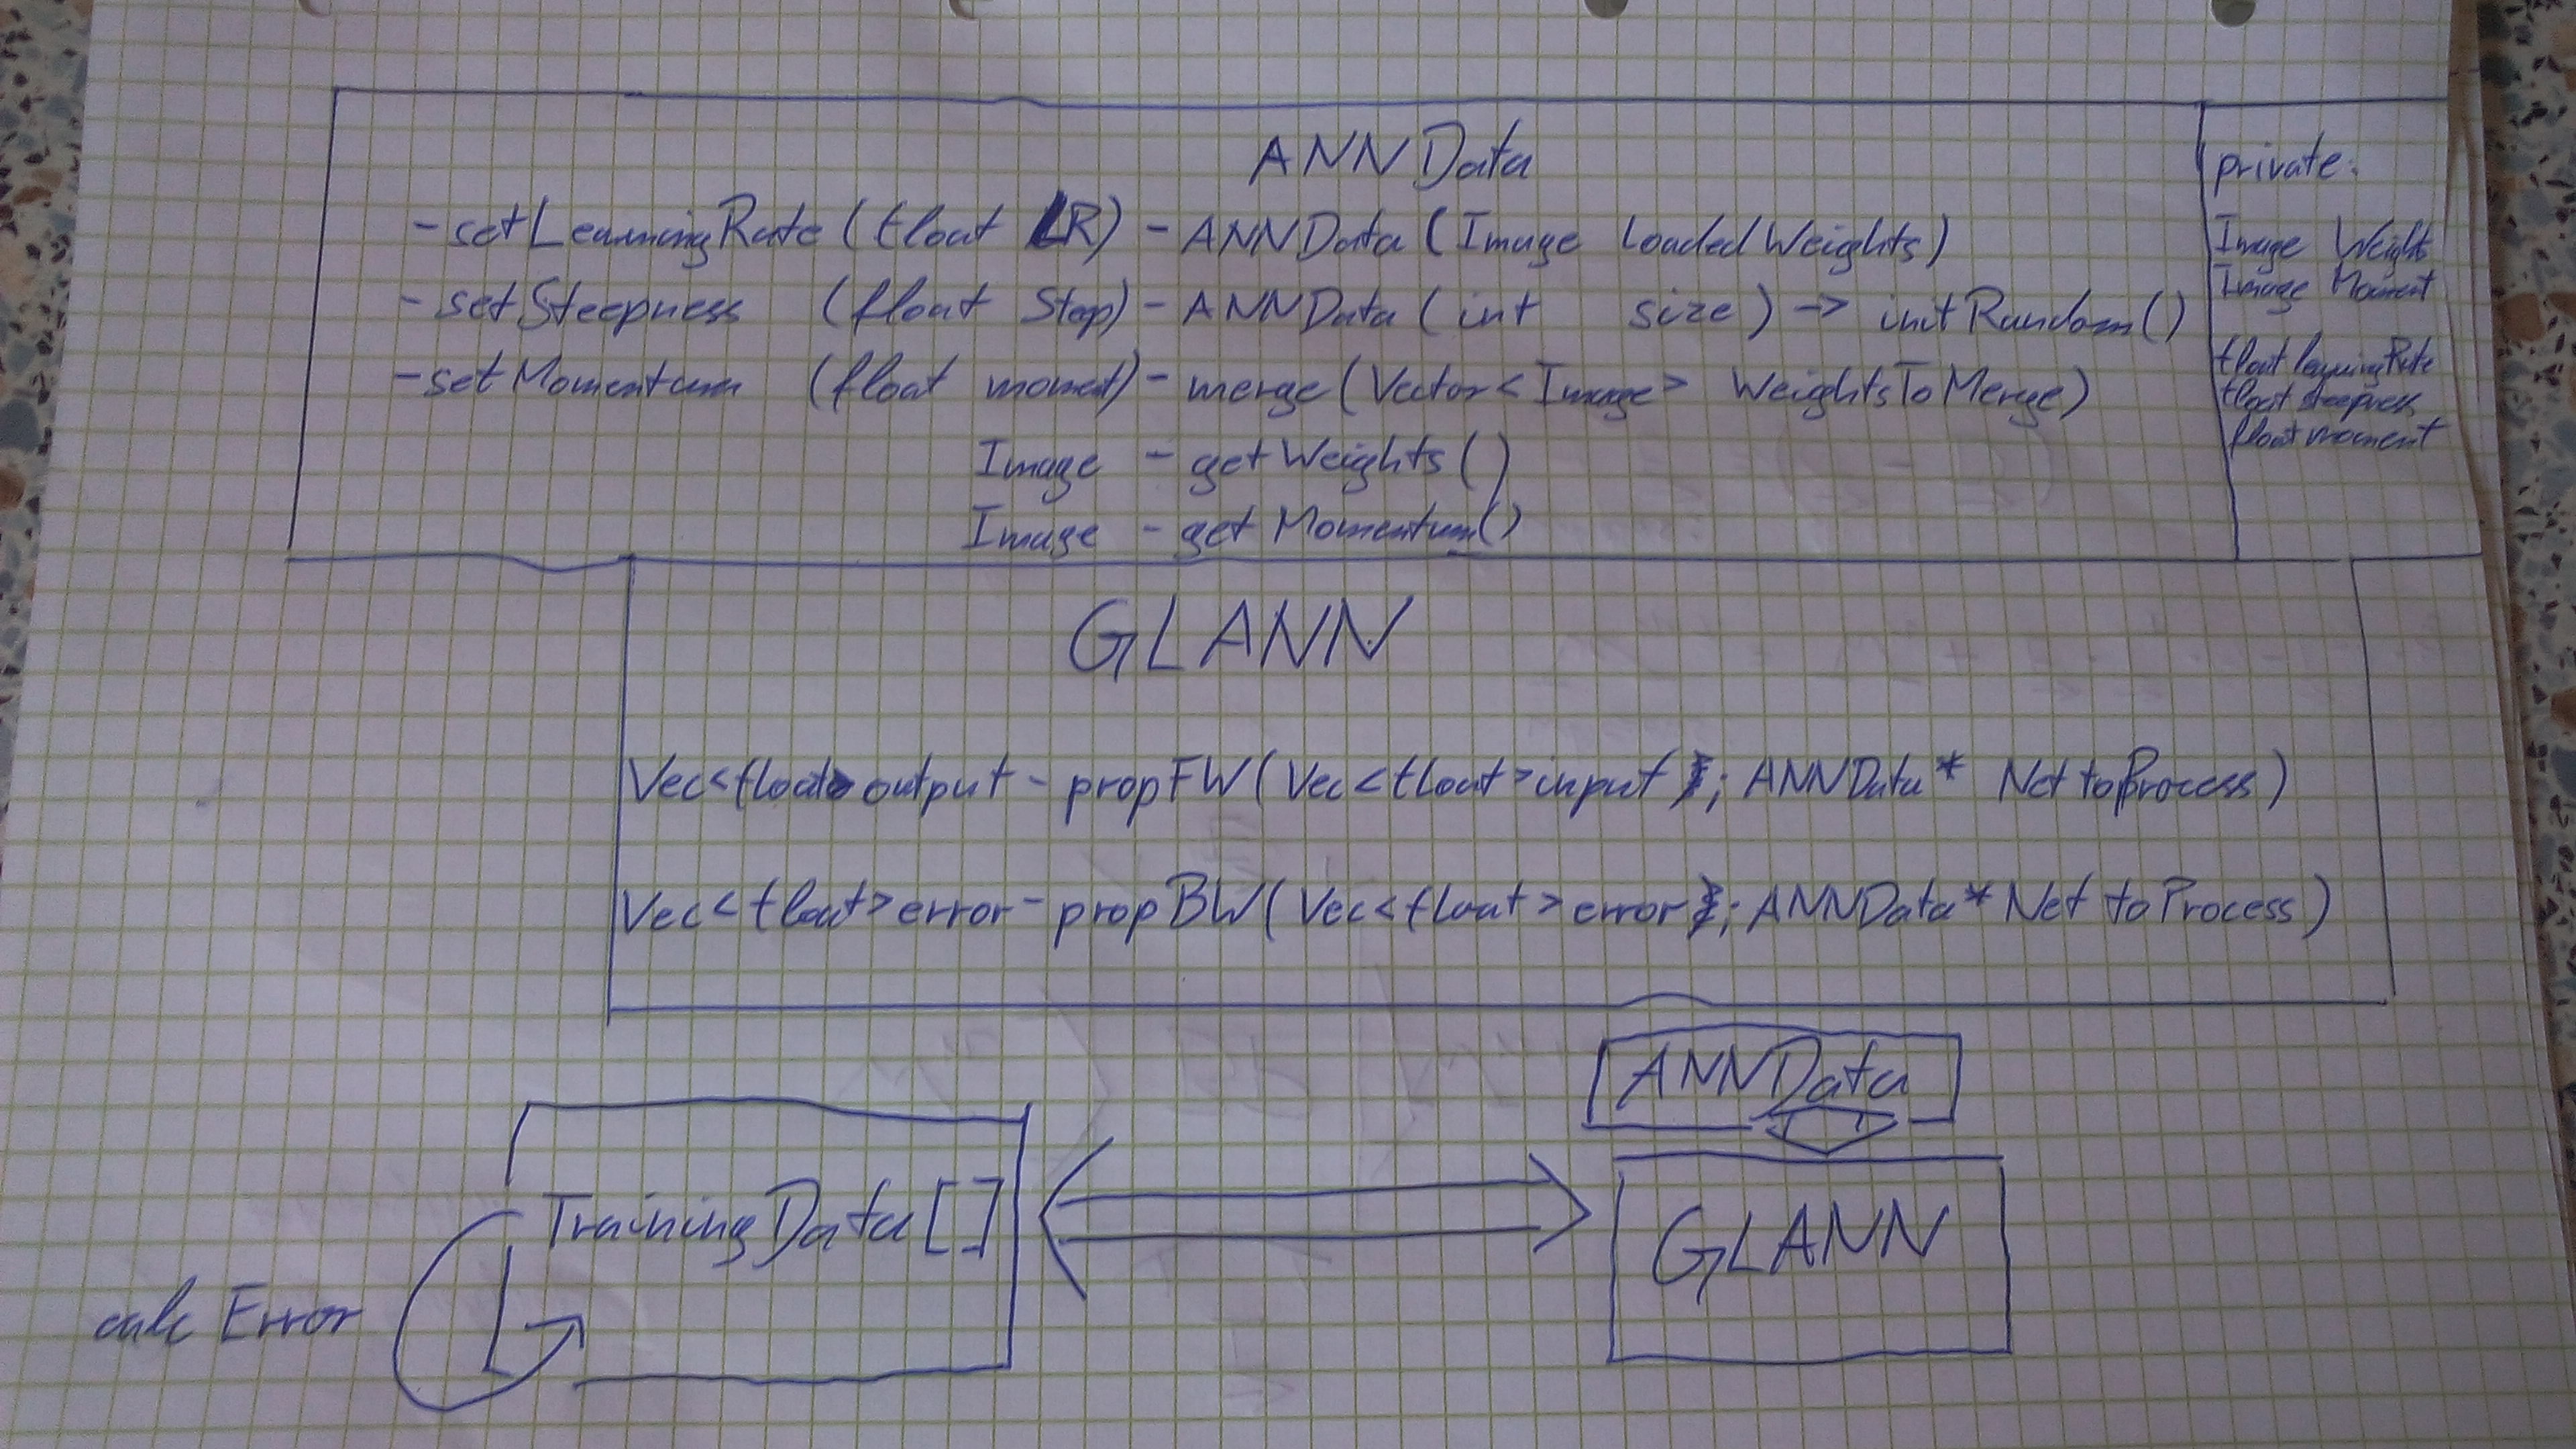 ANNData
private:
-setLearningRate (float LR) - ANNData (Image loadedWeights)
Image Weight
-setSteepness (float Step) - ANNData (int size) -> initRandom()
Image Moment
-setMomentum (float moment) - merge (Vector<Image> WeightsToMerge)
float learningRate
float steepness
float moment
Image - getWeights()
Image - getMomentum()
GLANN
Vec<float> output - propFW (Vec<float> input; ANNData* NettoProcess)
Vec<float> error - propBW (Vec<float> error; ANNData* Net toProcess)
ANNData
TrainingData []
GLANN
calc Error